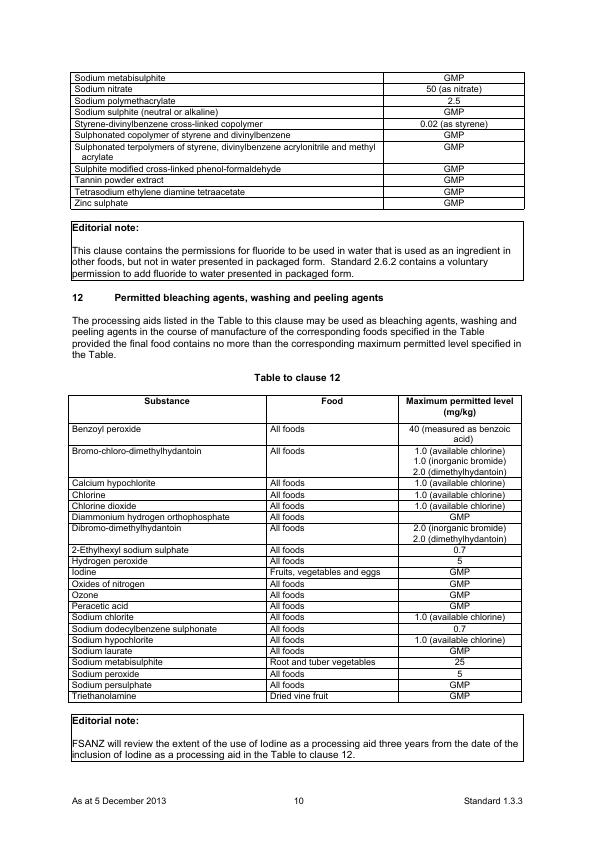 Sodium metabisulphite GMP
Sodium nitrate 50 (as nitrate)
Sodium polymethacrylate 2.5
Sodium sulphite (neutral or alkaline) GMP
Styrene-divinylbenzene cross-linked copolymer 0.02 (as styrene)
Sulphonated copolymer of styrene and divinylbenzene GMP
Sulphonated terpolymers of styrene, divinylbenzene acrylonitrile and methyl GMP
acrylate
Sulphite modified cross-linked phenol-formaldehyde GMP
Tannin powder extract GMP
Tetrasodium ethylene diamine tetraacetate GMP
Zinc sulphate GMP
Editorial note:
This clause contains the permissions for fluoride to be used in water that is used as an ingredient in
other foods, but not in water presented in packaged form. Standard 2.6.2 contains a voluntary
permission to add fluoride to water presented in packaged form.
12 Permitted bleaching agents, washing and peeling agents
The processing aids listed in the Table to this clause may be used as bleaching agents, washing and
peeling agents in the course of manufacture of the corresponding foods specified in the Table
provided the final food contains no more than the corresponding maximum permitted level specified in
the Table.
Table to clause 12
Substance Food Maximum permitted level
(mg/kg)
Benzoyl peroxide All foods 40 (measured as benzoic
acid)
Bromo-chloro-dimethylhydantoin All foods 1.0 (available chlorine)
1.0 (inorganic bromide)
2.0 (dimethylhydantoin)
Calcium hypochlorite All foods 1.0 (available chlorine)
Chlorine All foods 1.0 (available chlorine)
Chlorine dioxide All foods 1.0 (available chlorine)
Diammonium hydrogen orthophosphate All foods GMP
Dibromo-dimethylhydantoin All foods 2.0 (inorganic bromide)
2.0 (dimethylhydantoin)
2-Ethylhexyl sodium sulphate All foods 0.7
Hydrogen peroxide All foods 5
Iodine Fruits, vegetables and eggs GMP
Oxides of nitrogen All foods GMP
Ozone All foods GMP
Peracetic acid All foods GMP
Sodium chlorite All foods 1.0 (available chlorine)
Sodium dodecylbenzene sulphonate All foods 0.7
Sodium hypochlorite All foods 1.0 (available chlorine)
Sodium laurate All foods GMP
Sodium metabisulphite Root and tuber vegetables 25
Sodium peroxide All foods 5
Sodium persulphate All foods GMP
Triethanolamine Dried vine fruit GMP
Editorial note:
FSANZ will review the extent of the use of Iodine as a processing aid three years from the date of the
inclusion of Iodine as a processing aid in the Table to clause 12.
As at 5 December 2013 10 Standard 1.3.3